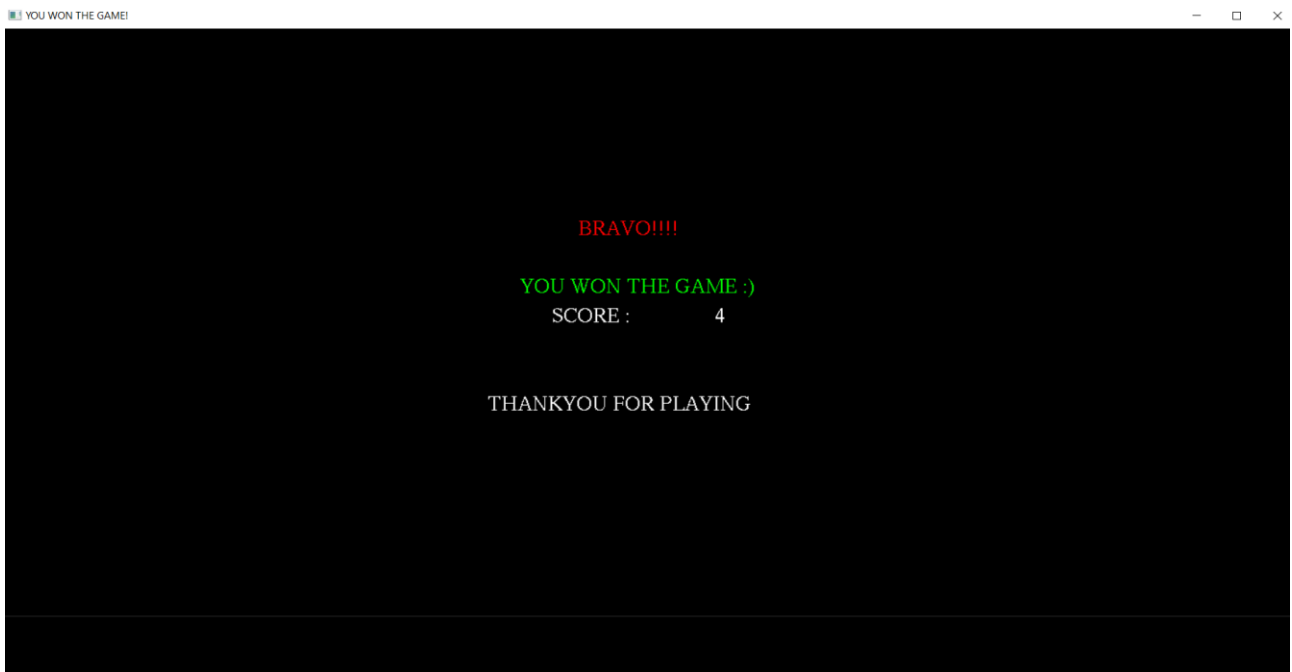 YOU WON THE GAME!
BRAVO!!!!
YOU WON THE GAME :)
SCORE : 4
THANKYOU FOR PLAYING